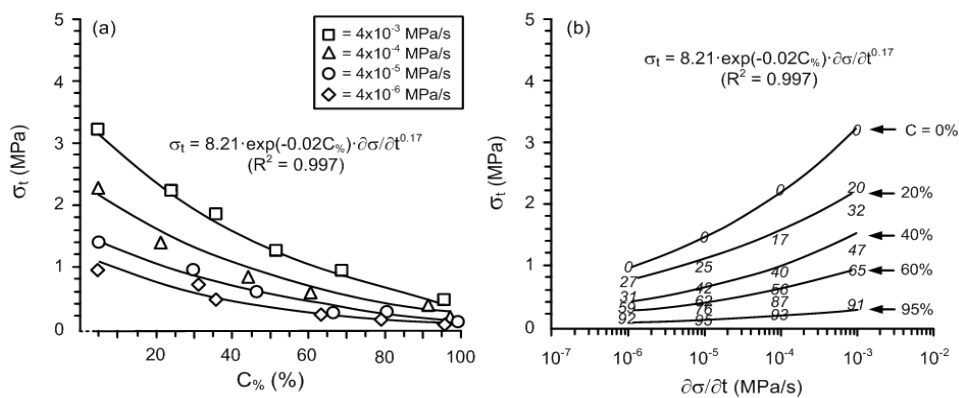 (a)
□ = 4x10⁻³ MPa/s
△ = 4x10⁻⁴ MPa/s
○ = 4x10⁻⁵ MPa/s
◇ = 4x10⁻⁶ MPa/s
σt = 8.21·exp(-0.02C%)·∂σ/∂t⁰·¹⁷
(R² = 0.997)
5
4
3
2
1
0
σt (MPa)
20
40
60
80
100
C% (%)
(b)
σt = 8.21·exp(-0.02C%)·∂σ/∂t⁰·¹⁷
(R² = 0.997)
5
4
3
2
1
0
σt (MPa)
0 0 0 0 C = 0%
27 25 17 20 20%
31 42 40 32 40%
59 62 56 47 60%
92 76 87 65 95%
95 93 91
10⁻⁷ 10⁻⁶ 10⁻⁵ 10⁻⁴ 10⁻³ 10⁻²
∂σ/∂t (MPa/s)